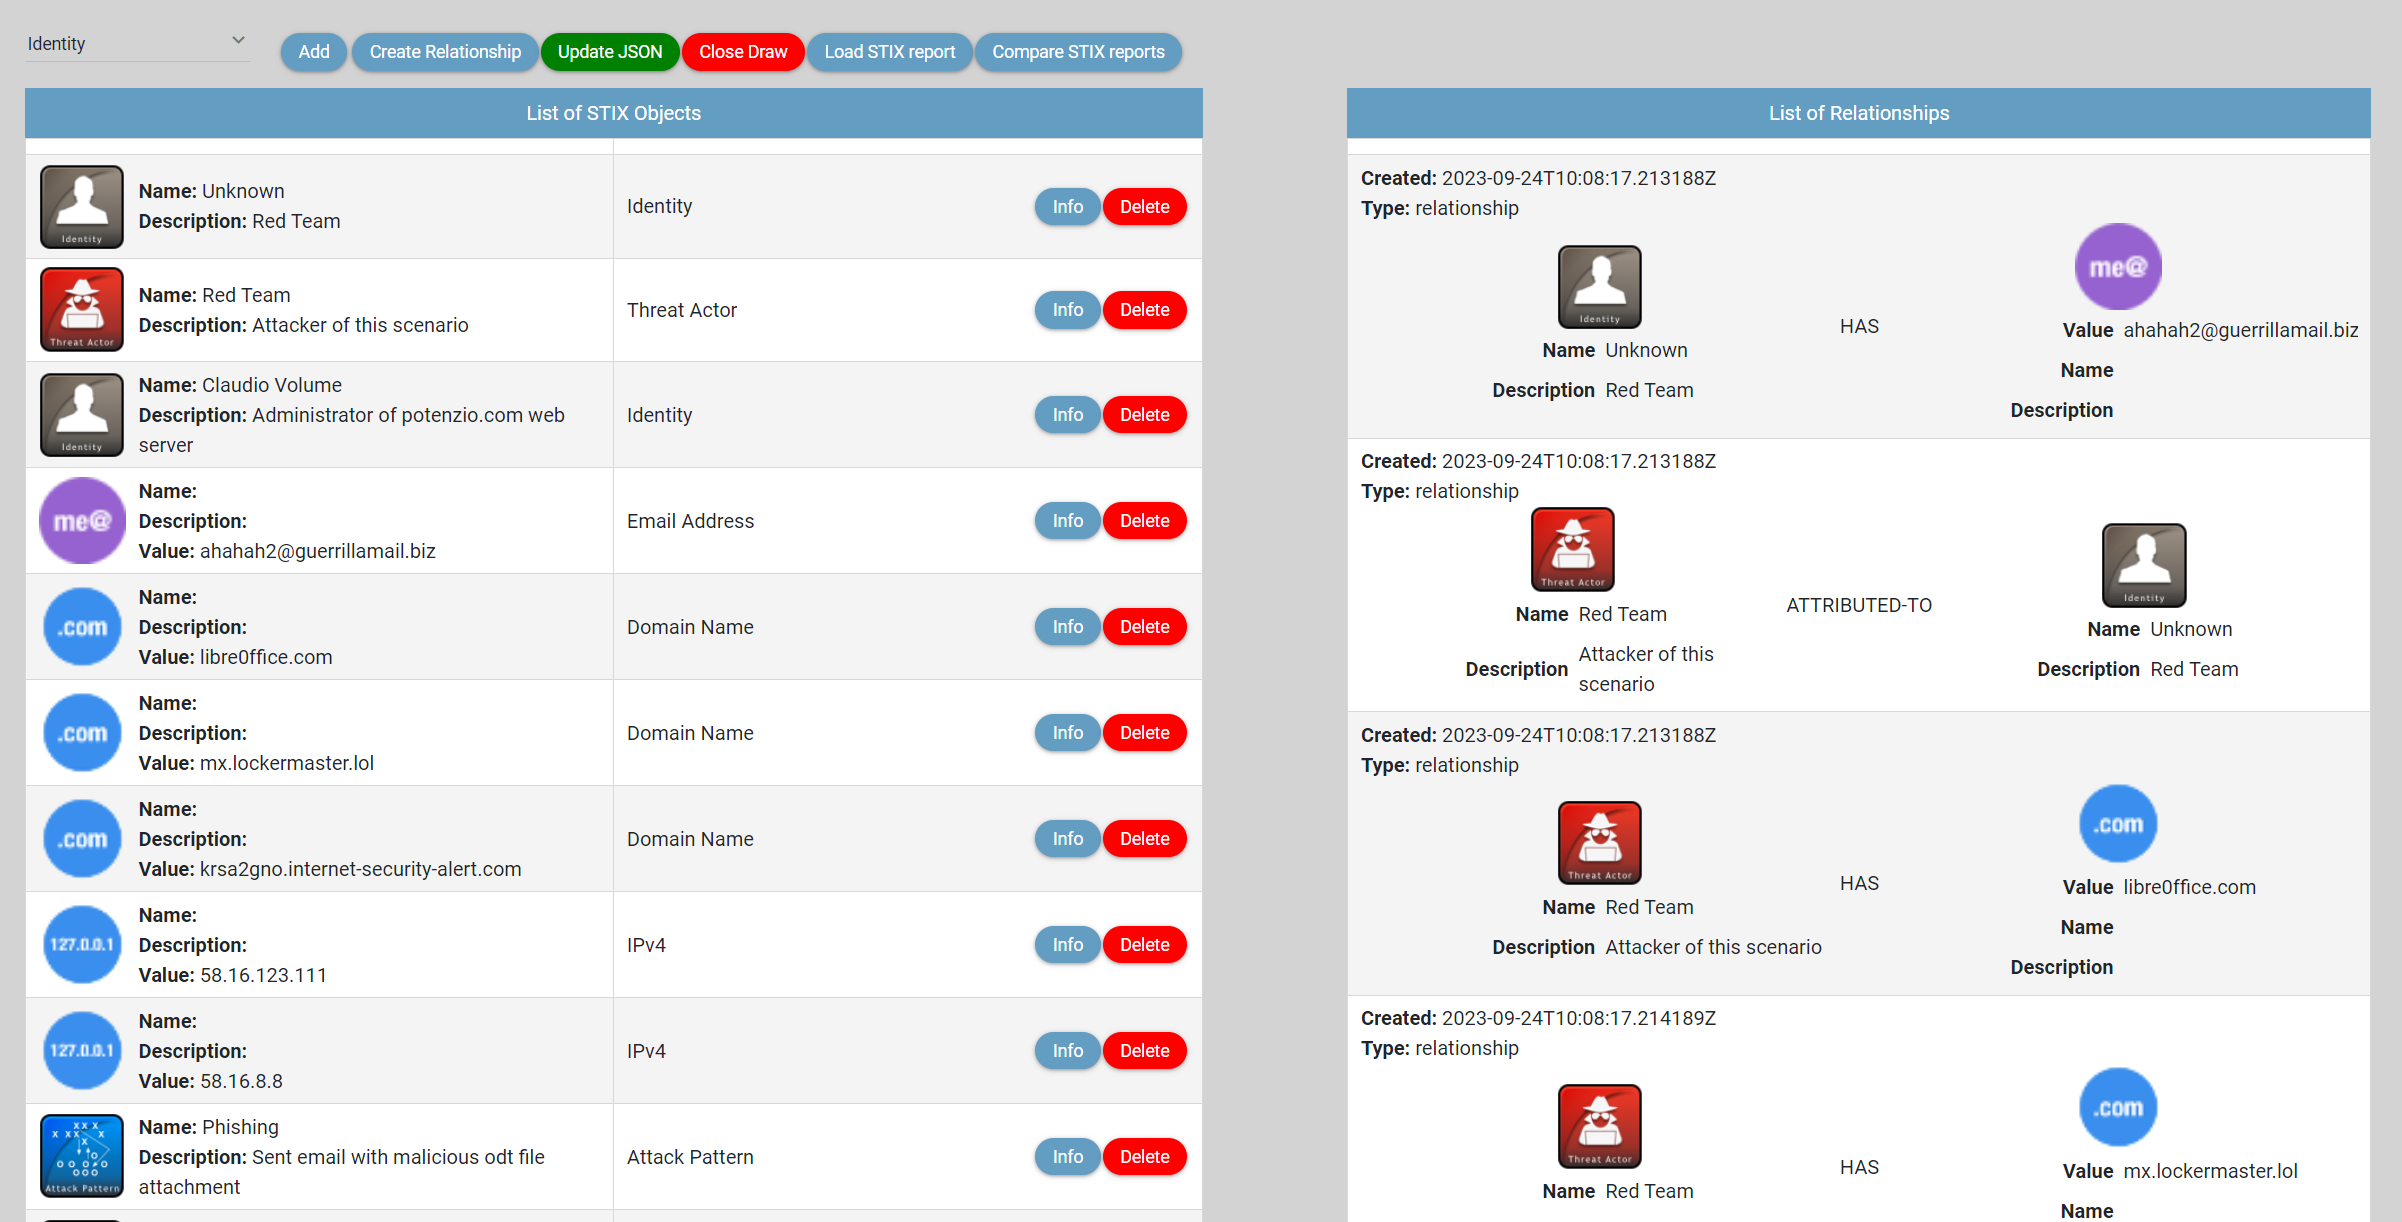 Identity
Add
Create Relationship
Update JSON
Close Draw
Load STIX report
Compare STIX reports
List of STIX Objects
Identity
Name: Unknown
Description: Red Team
Identity
Info
Delete
Threat Actor
Name: Red Team
Description: Attacker of this scenario
Threat Actor
Info
Delete
Identity
Name: Claudio Volume
Description: Administrator of potenzio.com web
server
Identity
Info
Delete
me@
Name:
Description:
Value: ahahah2@guerrillamail.biz
Email Address
Info
Delete
.com
Name:
Description:
Value: libre0ffice.com
Domain Name
Info
Delete
.com
Name:
Description:
Value: mx.lockermaster.lol
Domain Name
Info
Delete
.com
Name:
Description:
Value: krsa2gno.internet-security-alert.com
Domain Name
Info
Delete
127.0.0.1
Name:
Description:
Value: 58.16.123.111
IPv4
Info
Delete
127.0.0.1
Name:
Description:
Value: 58.16.8.8
IPv4
Info
Delete
Attack Pattern
Name: Phishing
Description: Sent email with malicious odt file
attachment
Attack Pattern
Info
Delete
List of Relationships
Created: 2023-09-24T10:08:17.213188Z
Type: relationship
Identity
Name Unknown
Description Red Team
HAS
me@
Value ahahah2@guerrillamail.biz
Name
Description
Created: 2023-09-24T10:08:17.213188Z
Type: relationship
Threat Actor
Name Red Team
Description Attacker of this
scenario
ATTRIBUTED-TO
Identity
Name Unknown
Description Red Team
Created: 2023-09-24T10:08:17.213188Z
Type: relationship
Threat Actor
Name Red Team
Description Attacker of this scenario
HAS
.com
Value libre0ffice.com
Name
Description
Created: 2023-09-24T10:08:17.214189Z
Type: relationship
Threat Actor
Name Red Team
HAS
.com
Value mx.lockermaster.lol
Name